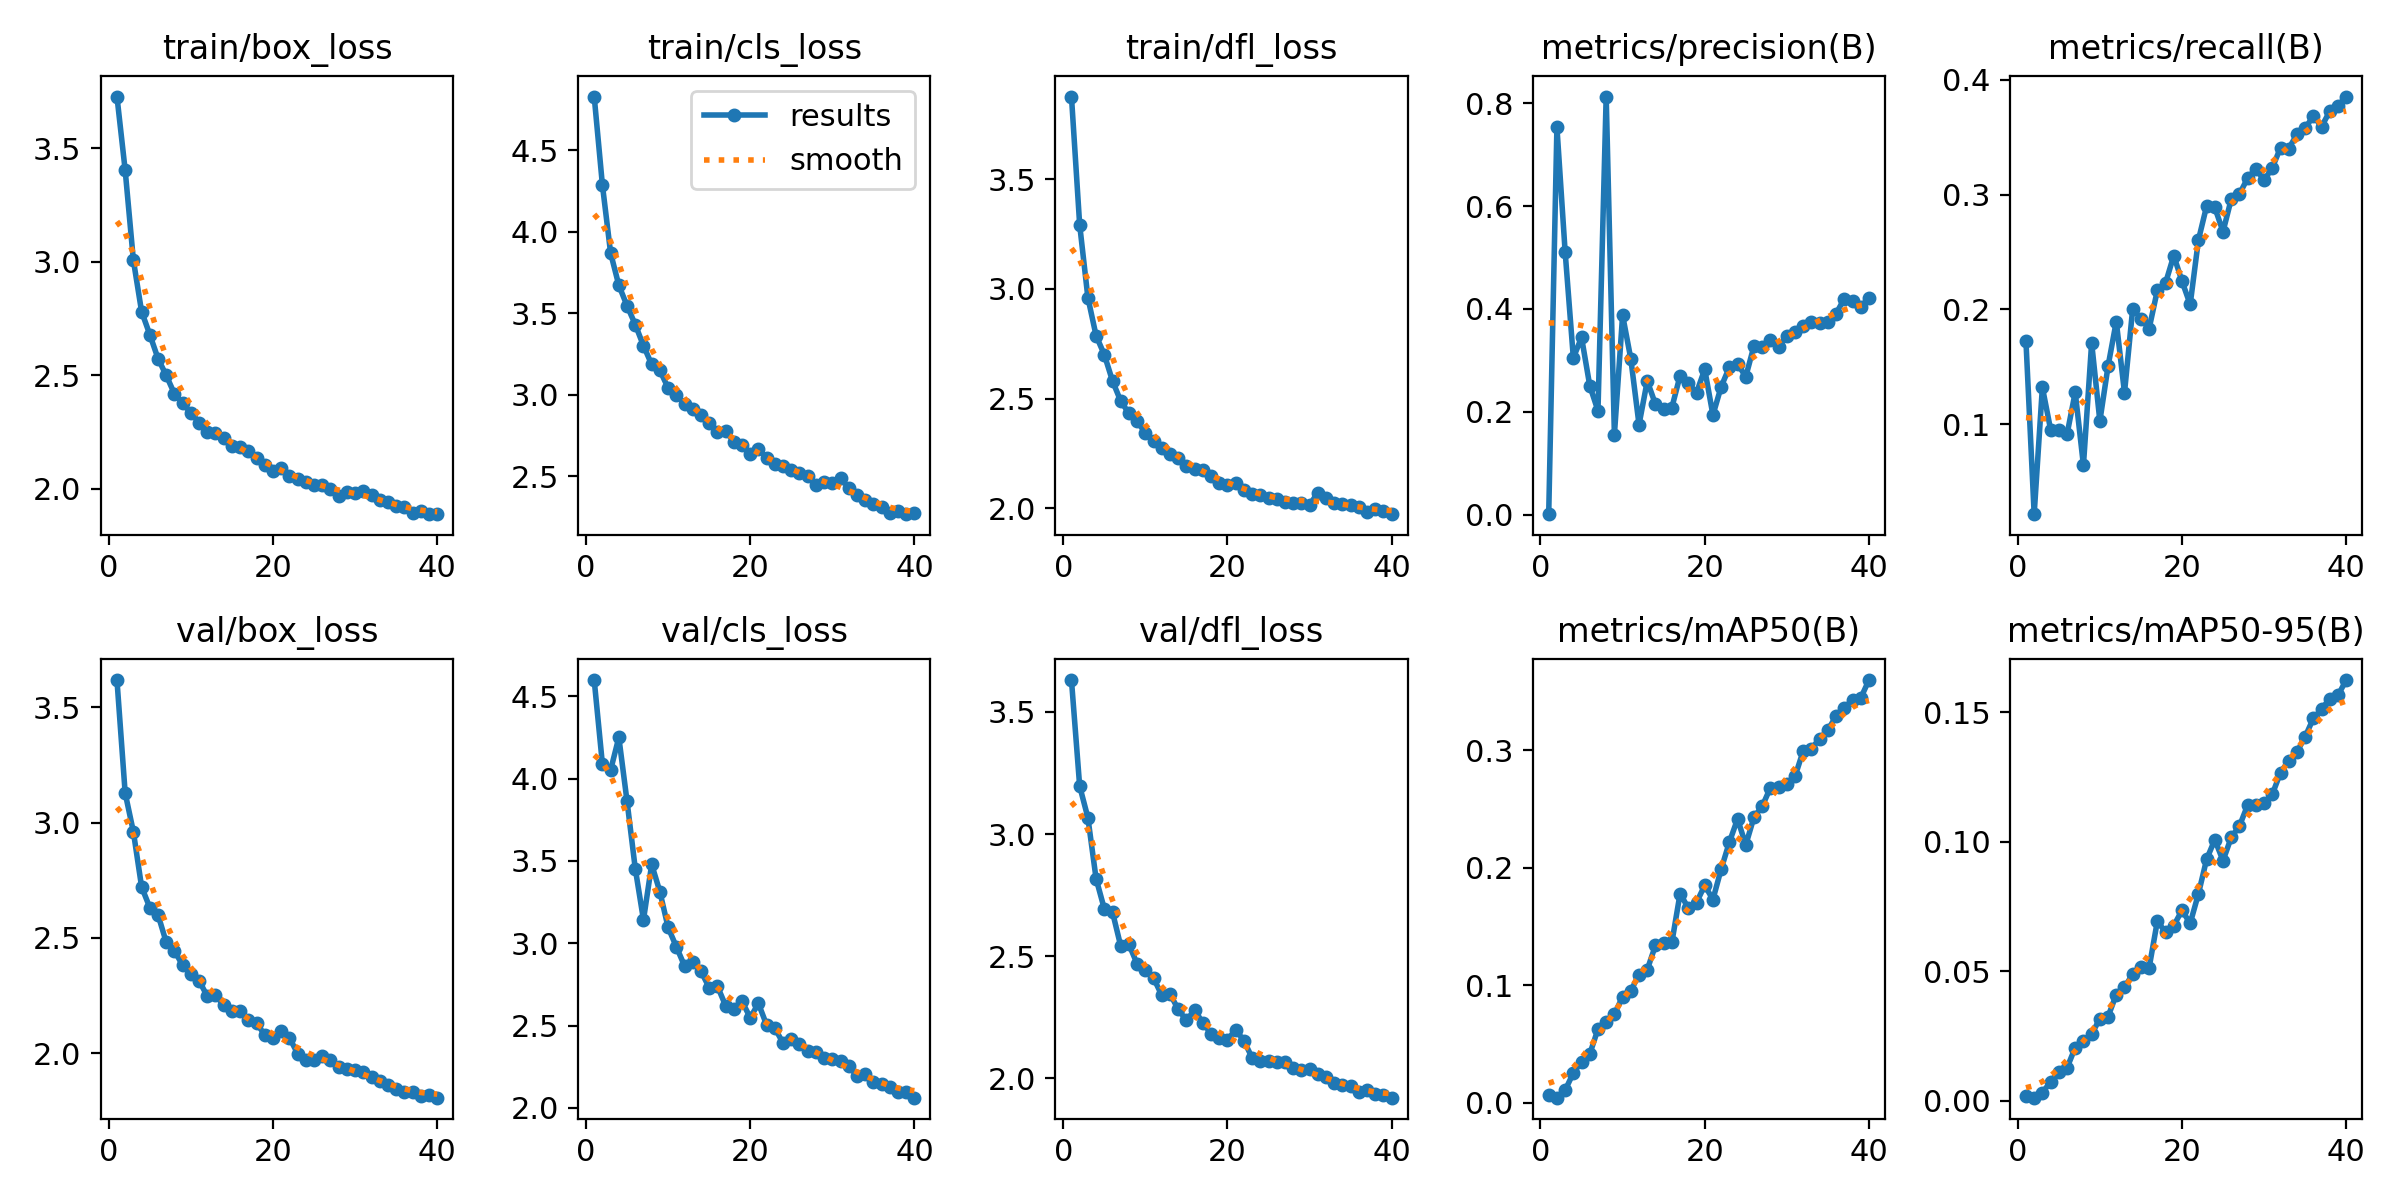 train/box_loss
3.5
3.0
2.5
2.0
0 20 40
train/cls_loss
results
smooth
4.5
4.0
3.5
3.0
2.5
0 20 40
train/dfl_loss
3.5
3.0
2.5
2.0
0 20 40
metrics/precision(B)
0.8
0.6
0.4
0.2
0.0
0 20 40
metrics/recall(B)
0.4
0.3
0.2
0.1
0 20 40
val/box_loss
3.5
3.0
2.5
2.0
0 20 40
val/cls_loss
4.5
4.0
3.5
3.0
2.5
2.0
0 20 40
val/dfl_loss
3.5
3.0
2.5
2.0
0 20 40
metrics/mAP50(B)
0.3
0.2
0.1
0.0
0 20 40
metrics/mAP50-95(B)
0.15
0.10
0.05
0.00
0 20 40